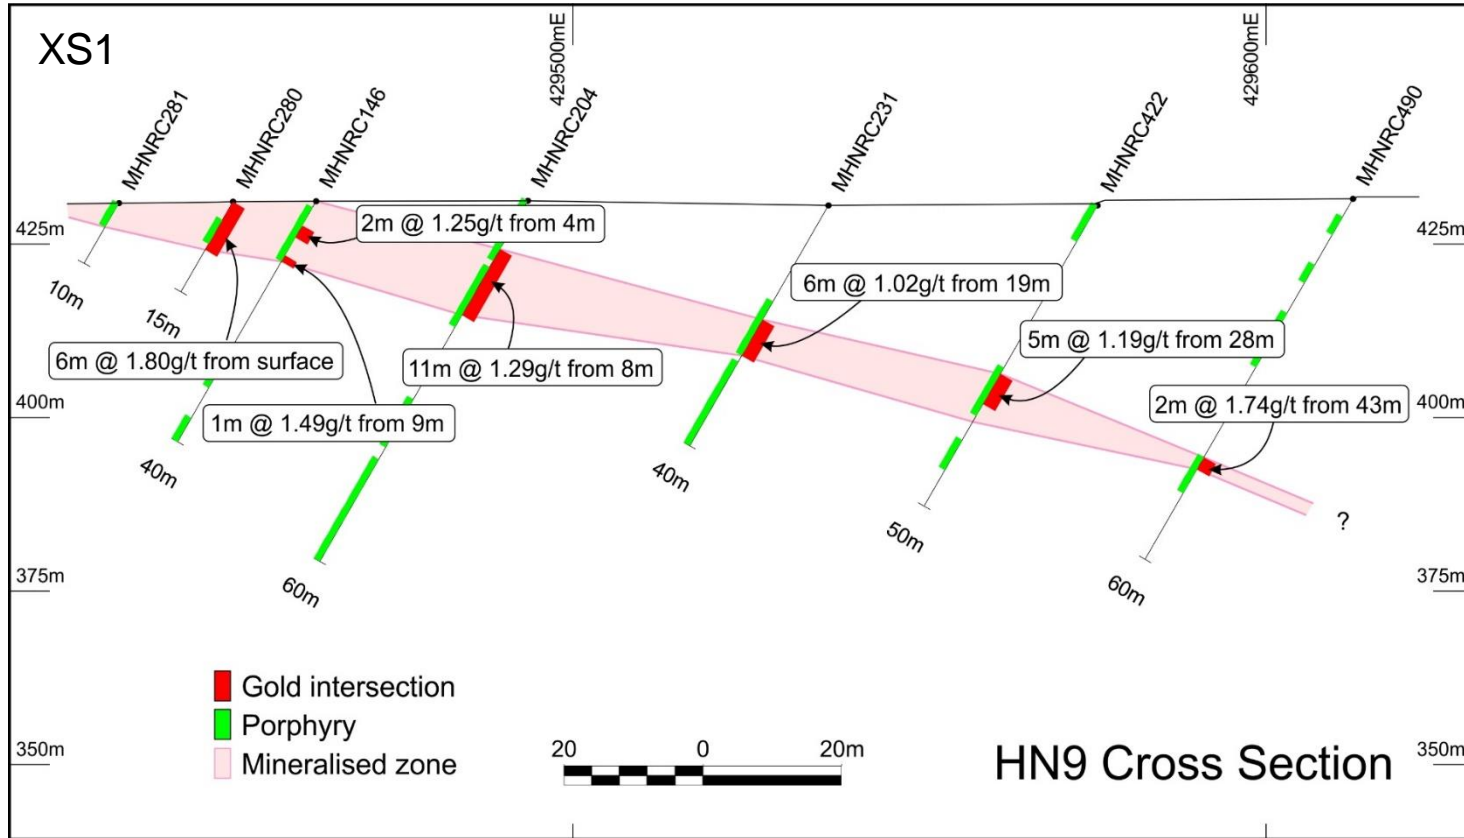 XS1
429500mE
429600mE
MHNRC281
MHNRC280
MHNRC146
MHNRC204
MHNRC231
MHNRC422
MHNRC490
425m
425m
2m @ 1.25g/t from 4m
6m @ 1.02g/t from 19m
10m
15m
6m @ 1.80g/t from surface
11m @ 1.29g/t from 8m
5m @ 1.19g/t from 28m
2m @ 1.74g/t from 43m
400m
400m
1m @ 1.49g/t from 9m
40m
40m
50m
?
375m
375m
60m
60m
Gold intersection
Porphyry
Mineralised zone
20 0 20m
350m
350m
HN9 Cross Section